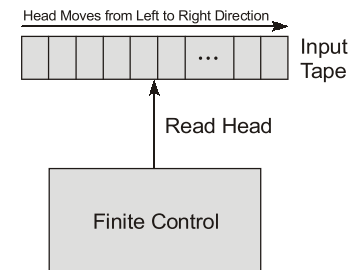 Head Moves from Left to Right Direction
...
Input
Tape
Read Head
Finite Control